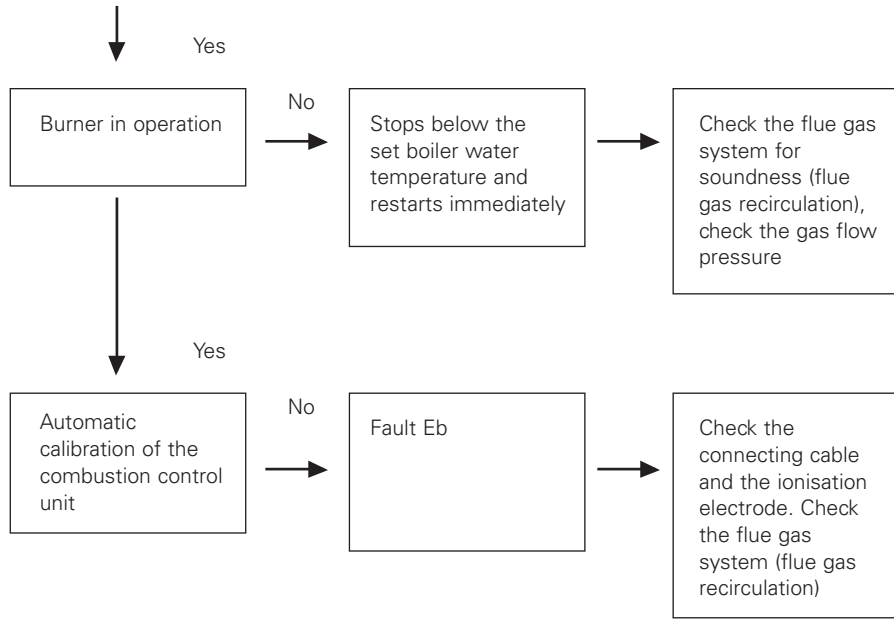 Yes
Burner in operation
No
Stops below the
set boiler water
temperature and
restarts immediately
Check the flue gas
system for
soundness (flue
gas recirculation),
check the gas flow
pressure
Yes
Automatic
calibration of the
combustion control
unit
No
Fault Eb
Check the
connecting cable
and the ionisation
electrode. Check
the flue gas
system (flue gas
recirculation)